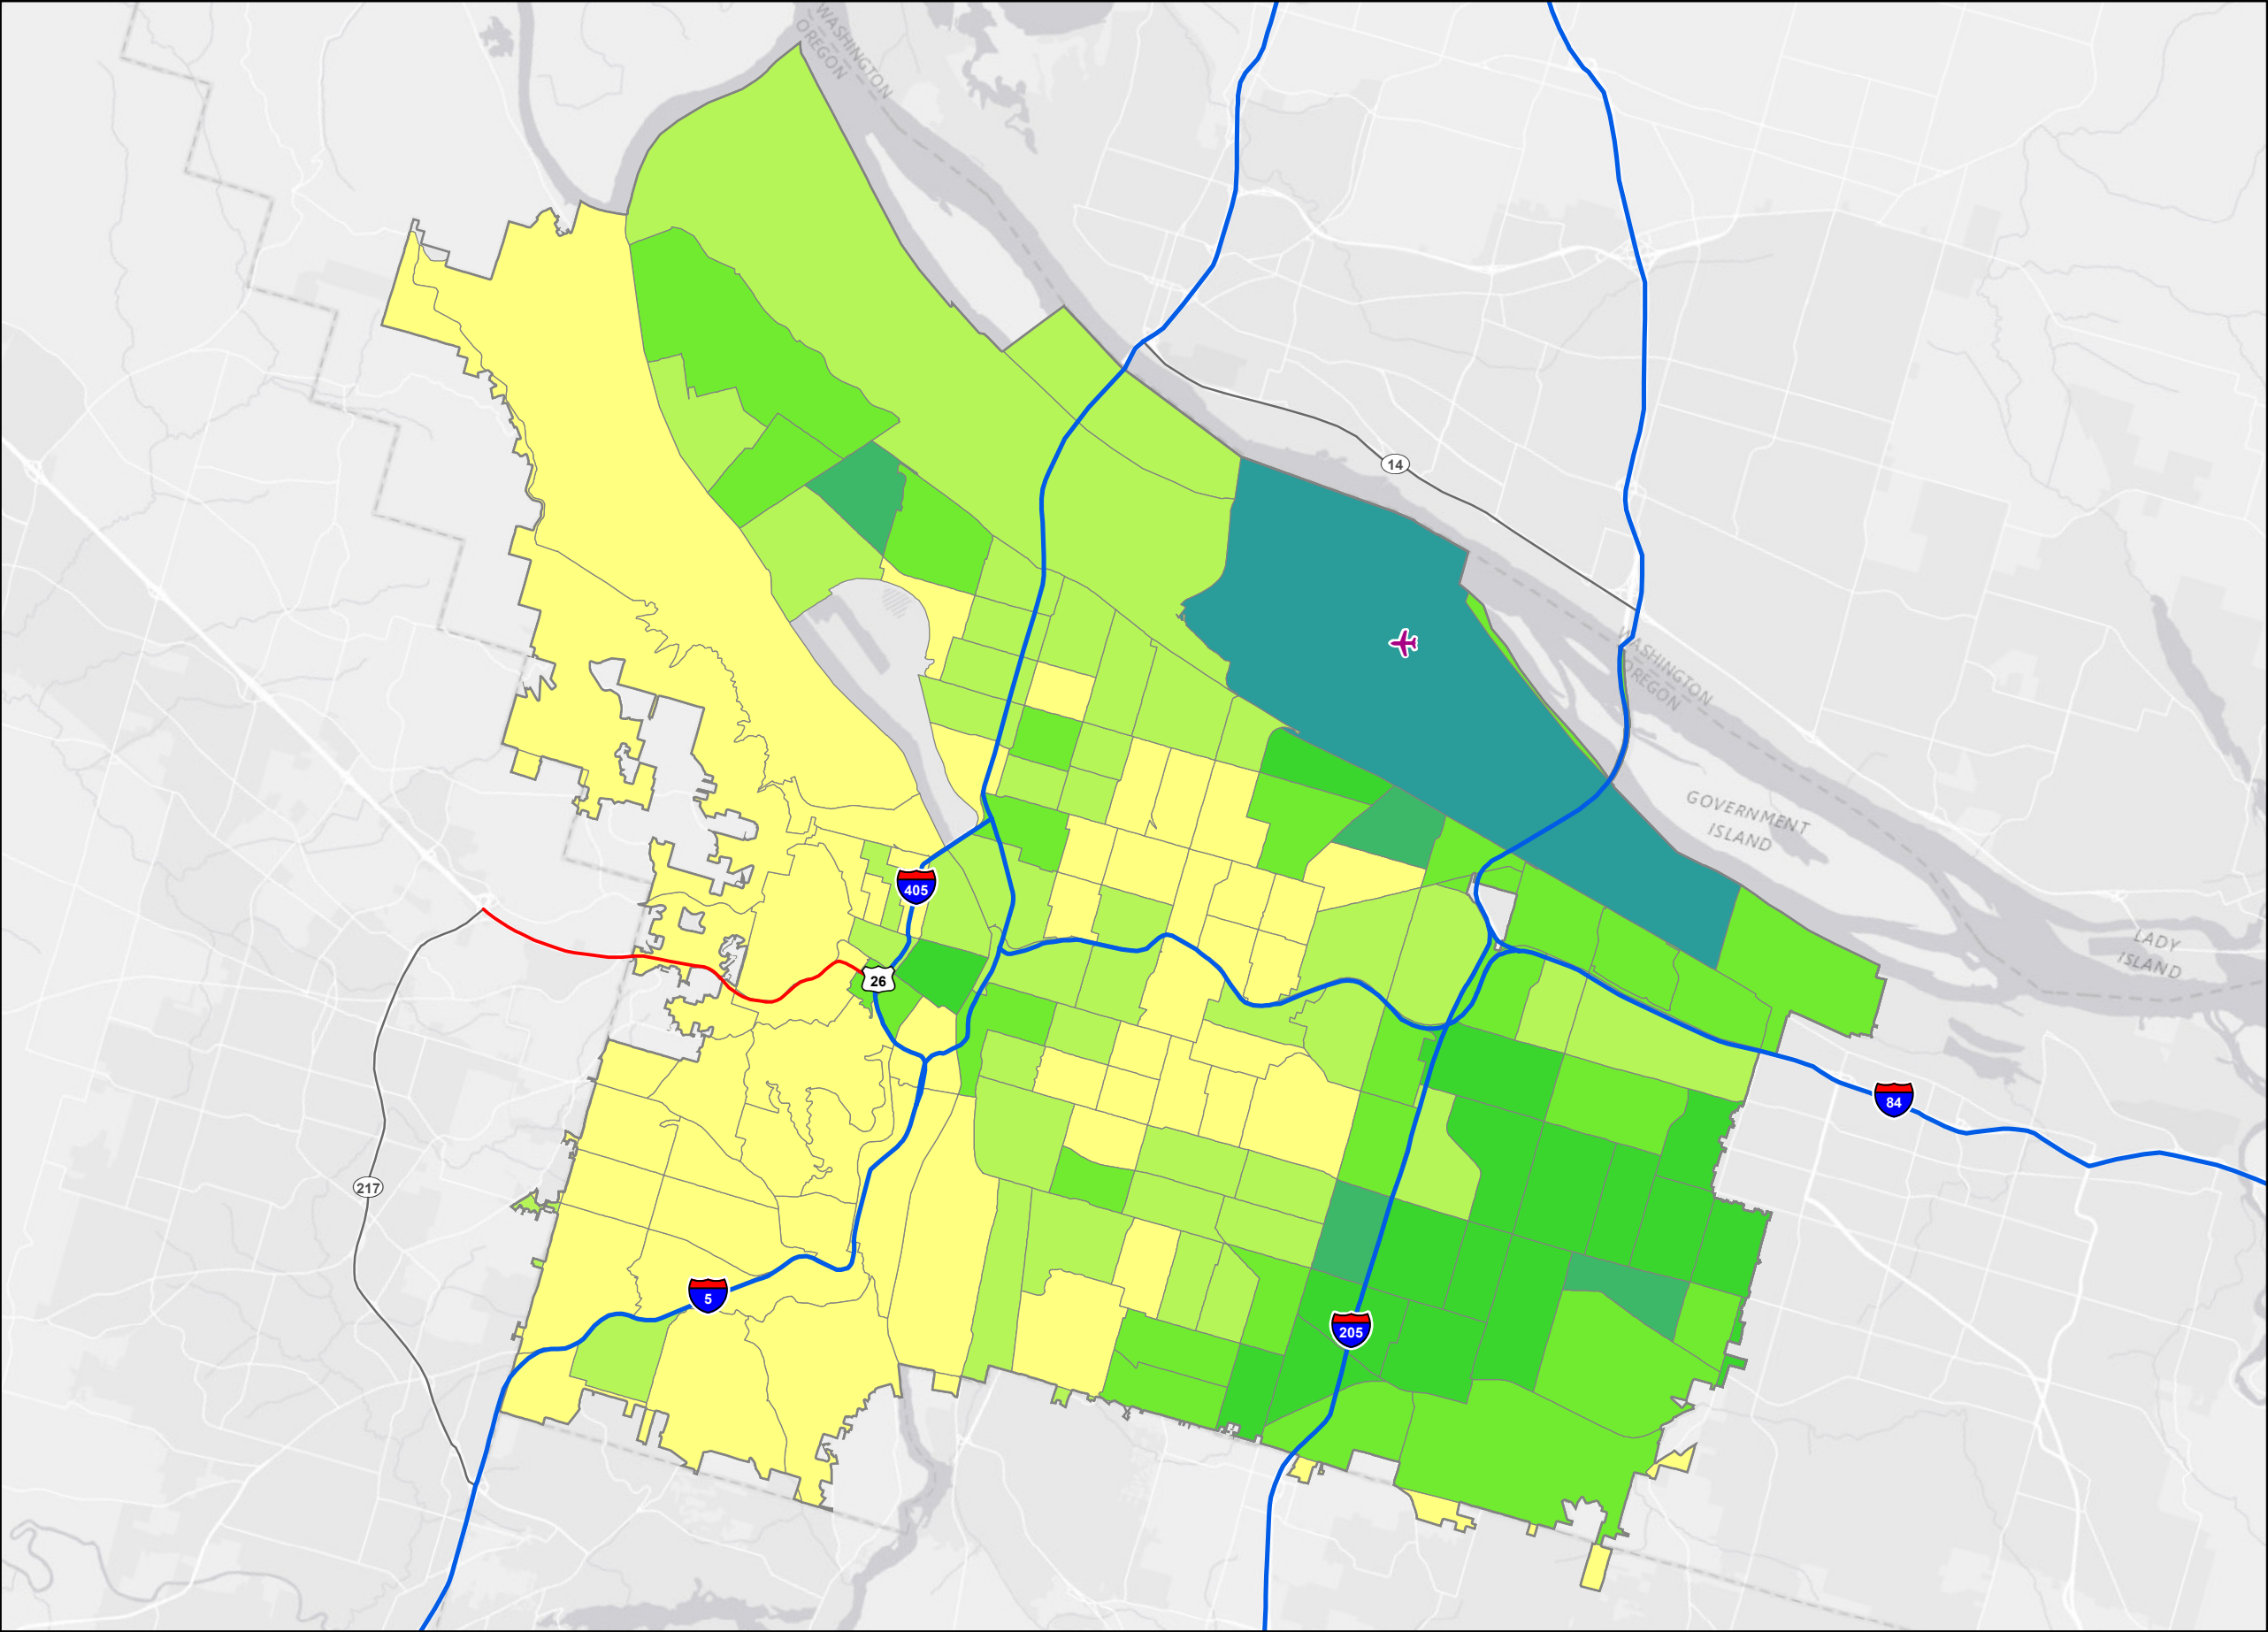 WASHINGTON
OREGON
14
WASHINGTON
OREGON
GOVERNMENT
ISLAND
405
LADY
ISLAND
26
84
217
5
205